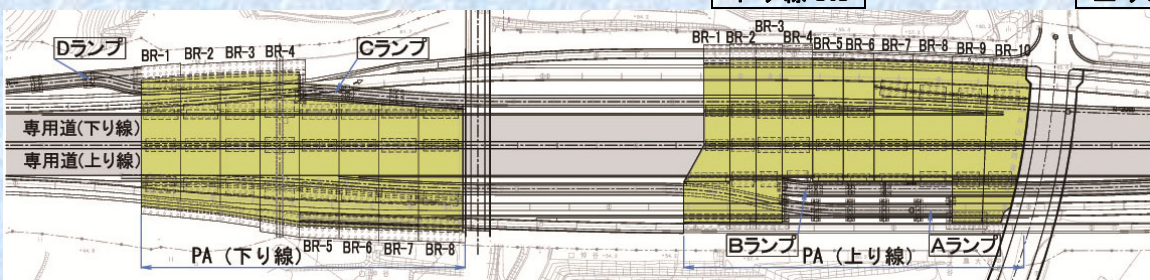 Dランプ
BR-1
BR-2
BR-3
BR-4
Cランプ
BR-1
BR-2
BR-3
BR-4
BR-5
BR-6
BR-7
BR-8
BR-9
BR-10
専用道(下り線)
専用道(上り線)
BR-5
BR-6
BR-7
BR-8
PA (下り線)
Bランプ
PA (上り線)
Aランプ